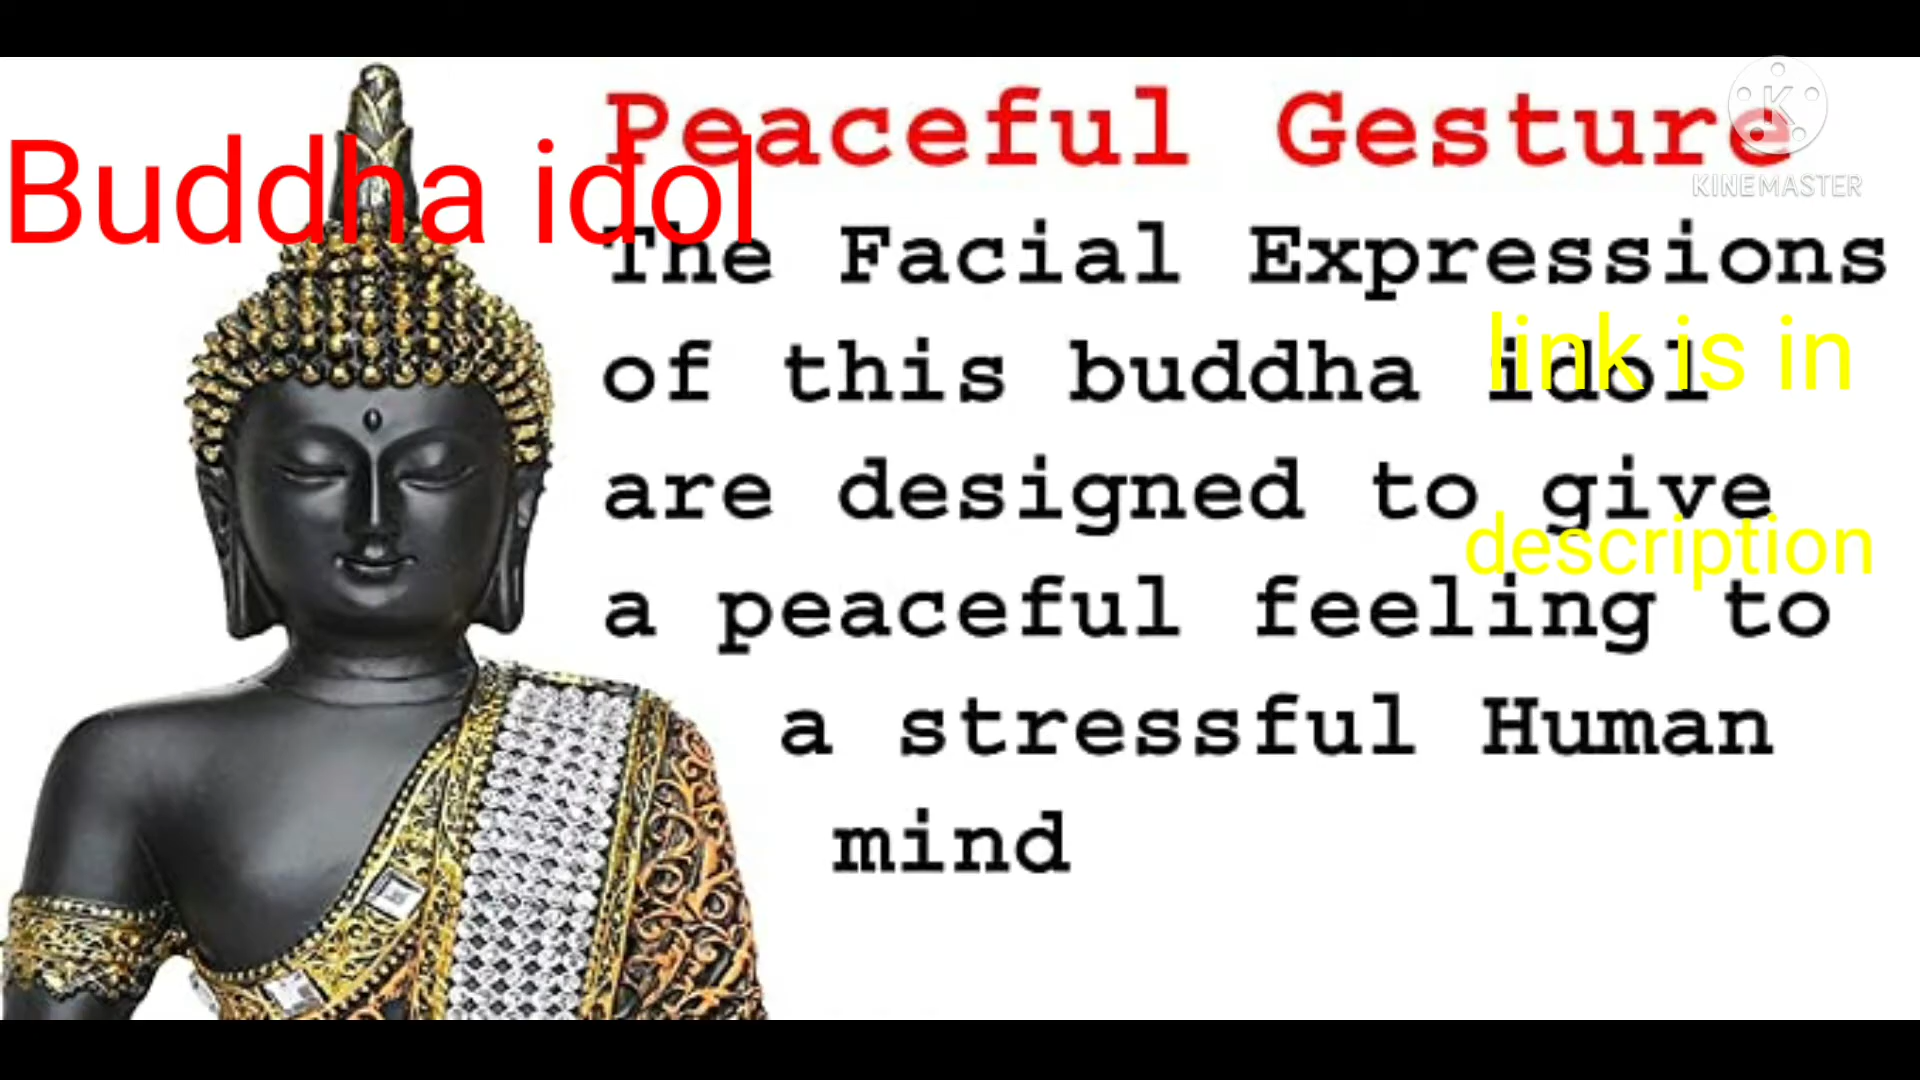 Peaceful Gesture
KINEMASTER
Buddha idol
The Facial Expressions
of this buddha idol
link is in
are designed to give
description
a peaceful feeling to
a stressful Human
mind